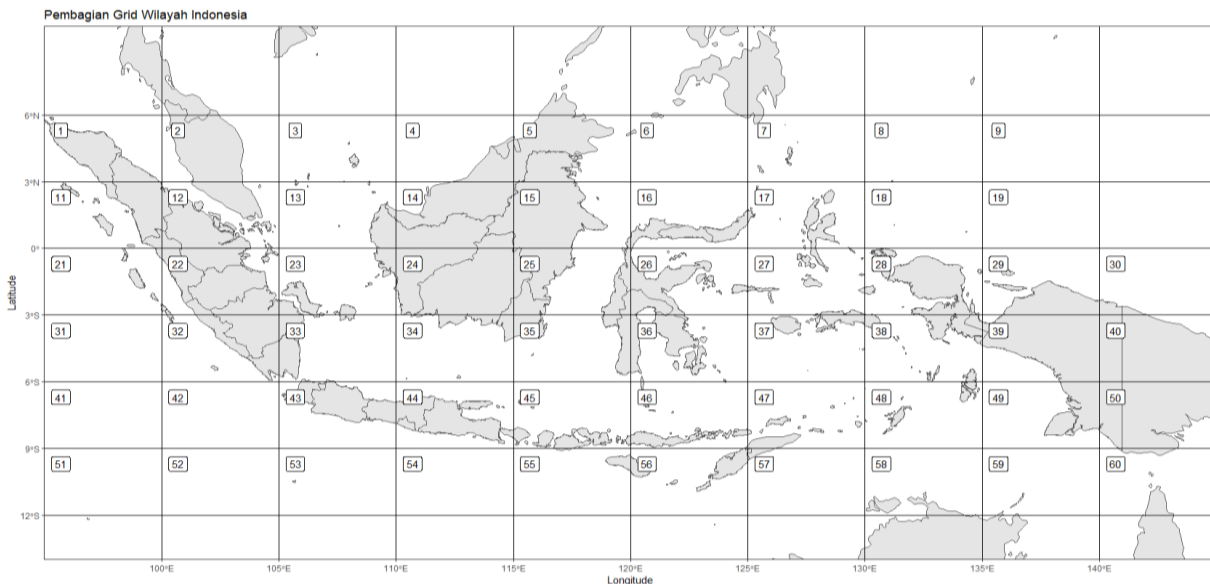 Pembagian Grid Wilayah Indonesia
6°N
1 2 3 4 5 6 7 8 9
3°N
11 12 13 14 15 16 17 18 19
0°
21 22 23 24 25 26 27 28 29 30
Latitude
3°S
31 32 33 34 35 36 37 38 39 40
6°S
41 42 43 44 45 46 47 48 49 50
9°S
51 52 53 54 55 56 57 58 59 60
12°S
100°E 105°E 110°E 115°E 120°E 125°E 130°E 135°E 140°E
Longitude